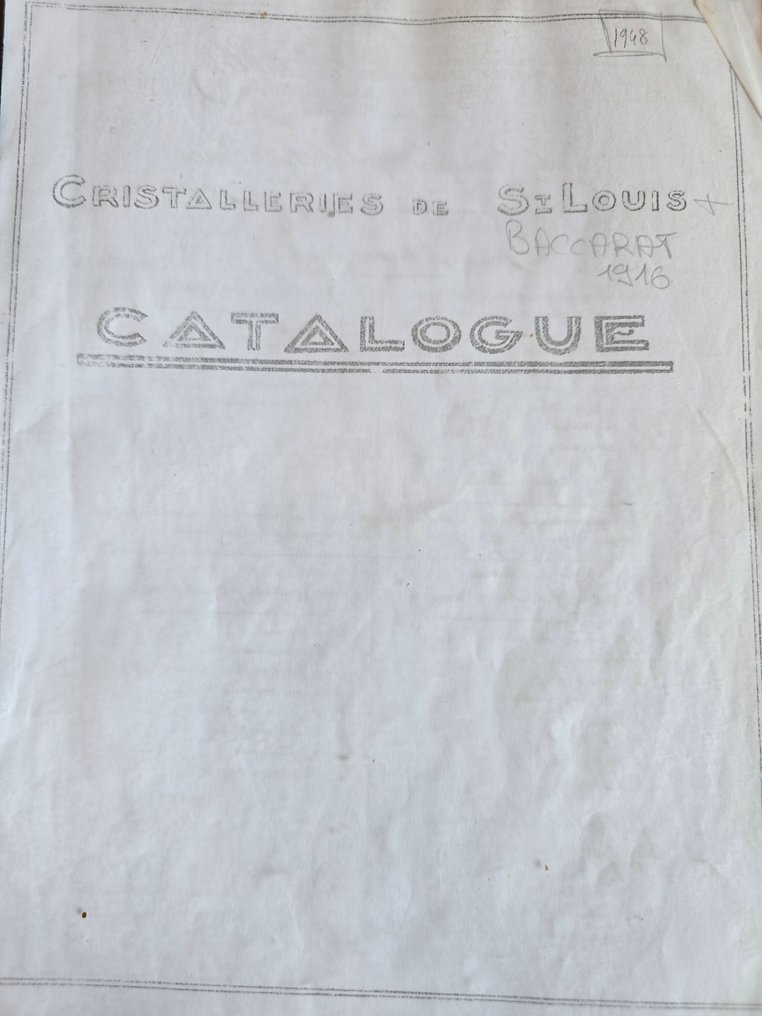 1948
CRISTALLERIES DE ST LOUIS +
BACCARAT
1916
CATALOGUE